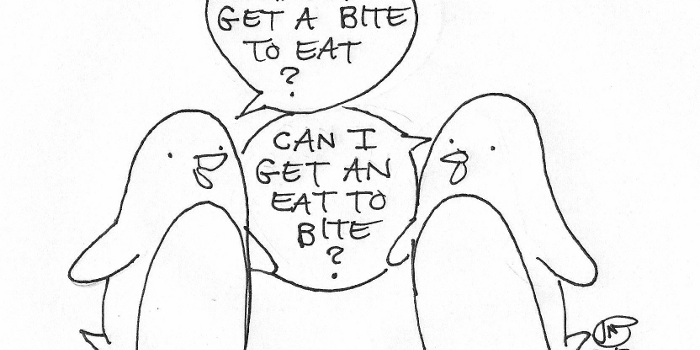 GET A BITE
TO EAT
?
CAN I
GET AN
EAT TO
BITE
?